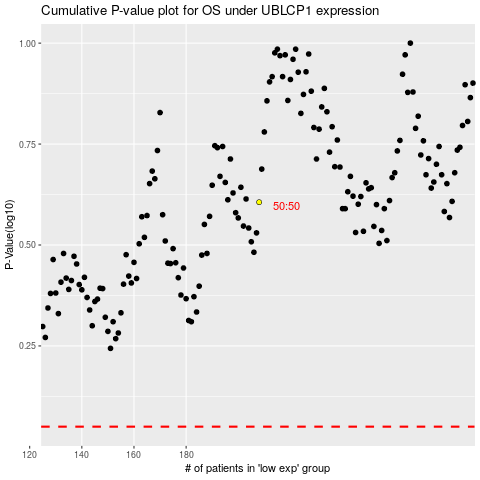 Cumulative P-value plot for OS under UBLCP1 expression
P-Value(log10)
1.00
0.75
0.50
0.25
50:50
120 140 160 180
# of patients in 'low exp' group